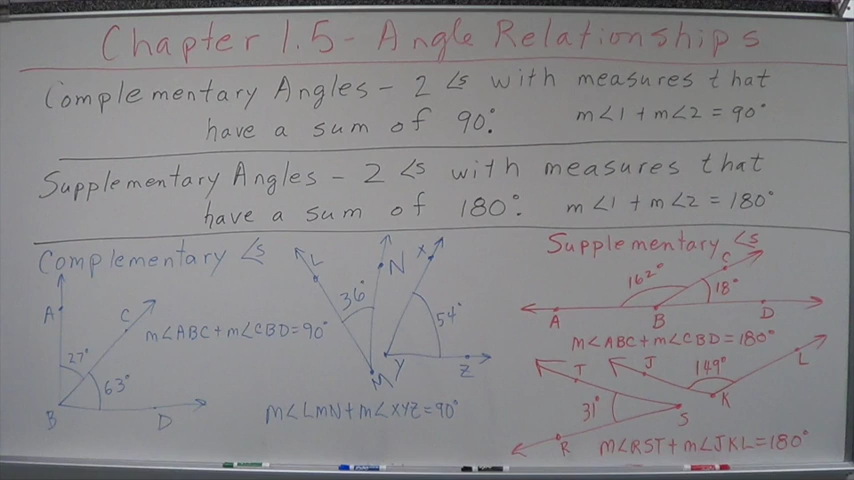 Chapter 1.5 - Angle Relationships
Complementary Angles - 2 ∠s with measures that
have a sum of 90°. m∠1 + m∠2 = 90°
Supplementary Angles - 2 ∠s with measures that
have a sum of 180°. m∠1 + m∠2 = 180°
Complementary ∠s
A
C
27°
63°
B
D
m∠ABC + m∠CBD = 90°
L
36°
N
M
X
54°
Y
Z
m∠LMN + m∠XYZ = 90°
Supplementary ∠s
162°
C
18°
A
B
D
m∠ABC + m∠CBD = 180°
T
31°
S
R
J
149°
L
K
m∠RST + m∠JKL = 180°